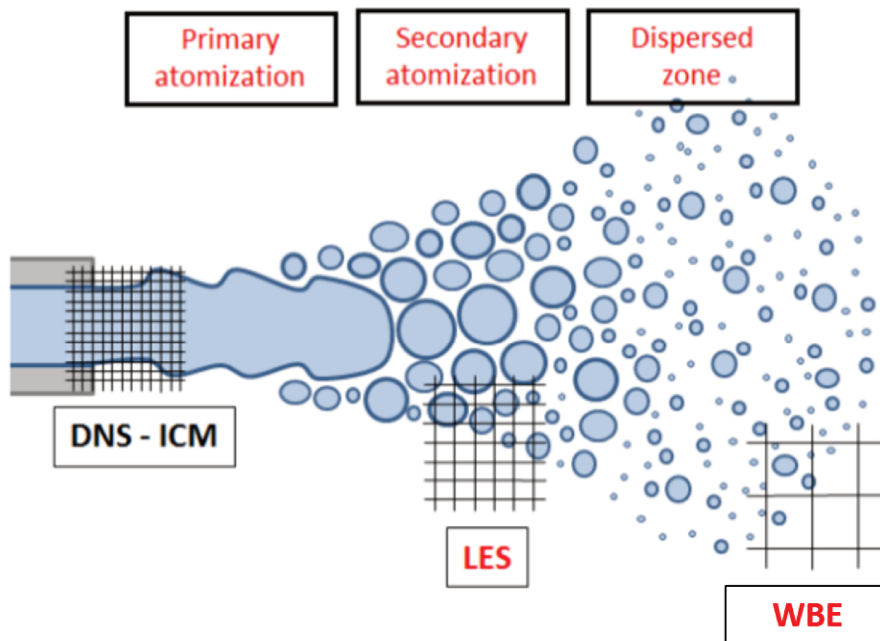 Primary
atomization
Secondary
atomization
Dispersed
zone
DNS - ICM
LES
WBE